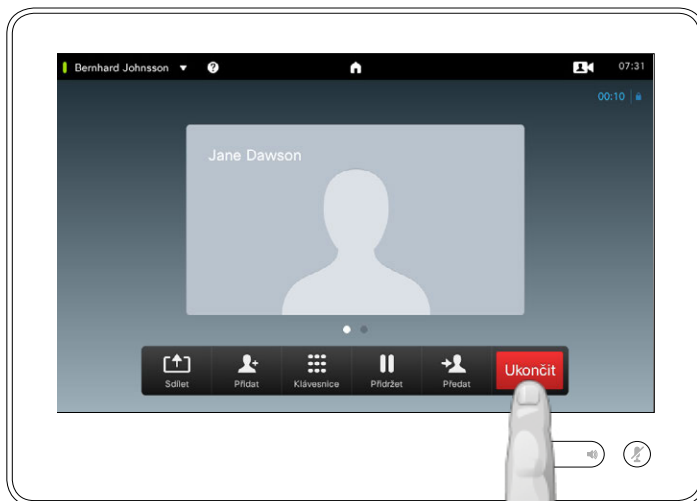 Bernhard Johnsson
?
07:31
00:10
Jane Dawson
Sdílet
Přidat
Klávesnice
Přidržet
Předat
Ukončit